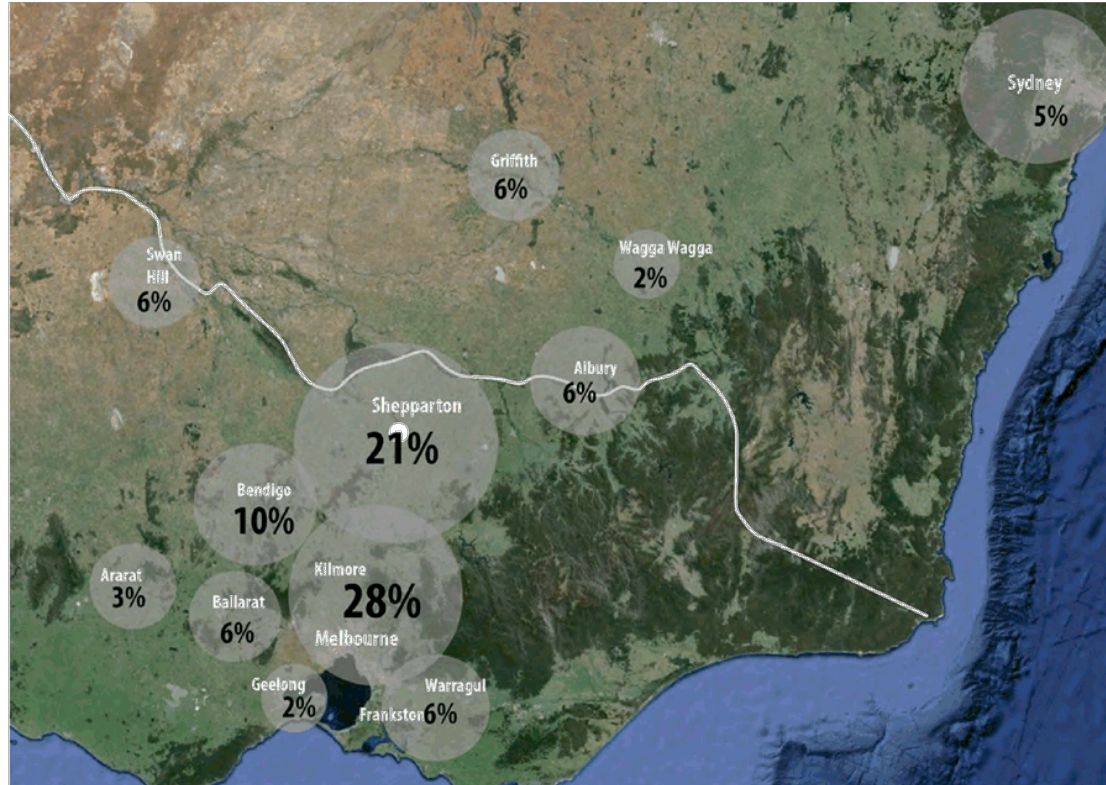 Sydney
5%
Griffith
6%
Wagga Wagga
2%
Swan
Hill
6%
Albury
6%
Shepparton
21%
Bendigo
10%
Kilmore
28%
Melbourne
Ararat
3%
Ballarat
6%
Geelong
2%
Warragul
Frankston 6%